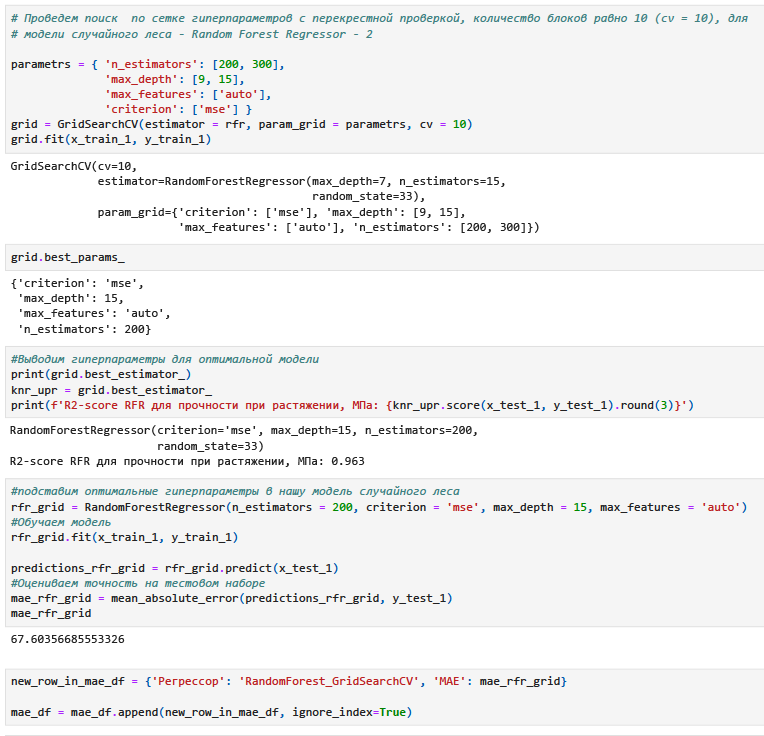 # Проведем поиск  по сетке гиперпараметров с перекрестной проверкой, количество блоков равно 10 (cv = 10), для
# модели случайного леса - Random Forest Regressor - 2
parametrs = { 'n_estimators': [200, 300],
              'max_depth': [9, 15],
              'max_features': ['auto'],
              'criterion': ['mse'] }
grid = GridSearchCV(estimator = rfr, param_grid = parametrs, cv = 10)
grid.fit(x_train_1, y_train_1)
GridSearchCV(cv=10,
             estimator=RandomForestRegressor(max_depth=7, n_estimators=15,
                                             random_state=33),
             param_grid={'criterion': ['mse'], 'max_depth': [9, 15],
                         'max_features': ['auto'], 'n_estimators': [200, 300]})
grid.best_params_
{'criterion': 'mse',
 'max_depth': 15,
 'max_features': 'auto',
 'n_estimators': 200}
#Выводим гиперпараметры для оптимальной модели
print(grid.best_estimator_)
knr_upr = grid.best_estimator_
print(f'R2-score RFR для прочности при растяжении, МПа: {knr_upr.score(x_test_1, y_test_1).round(3)}')
RandomForestRegressor(criterion='mse', max_depth=15, n_estimators=200,
                      random_state=33)
R2-score RFR для прочности при растяжении, МПа: 0.963
#подставим оптимальные гиперпараметры в нашу модель случайного леса
rfr_grid = RandomForestRegressor(n_estimators = 200, criterion = 'mse', max_depth = 15, max_features = 'auto')
#Обучаем модель
rfr_grid.fit(x_train_1, y_train_1)
predictions_rfr_grid = rfr_grid.predict(x_test_1)
#Оцениваем точность на тестовом наборе
mae_rfr_grid = mean_absolute_error(predictions_rfr_grid, y_test_1)
mae_rfr_grid
67.60356685553326
new_row_in_mae_df = {'Регрессор': 'RandomForest_GridSearchCV', 'MAE': mae_rfr_grid}
mae_df = mae_df.append(new_row_in_mae_df, ignore_index=True)